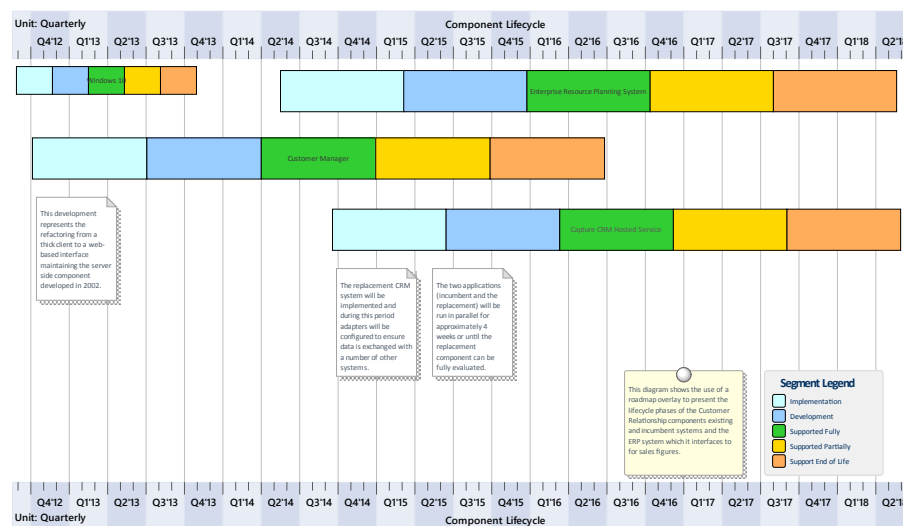 Unit: Quarterly
Component Lifecycle
Q4'12 Q1'13 Q2'13 Q3'13 Q4'13 Q1'14 Q2'14 Q3'14 Q4'14 Q1'15 Q2'15 Q3'15 Q4'15 Q1'16 Q2'16 Q3'16 Q4'16 Q1'17 Q2'17 Q3'17 Q4'17 Q1'18 Q2'1
Windows 10
Enterprise Resource Planning System
Customer Manager
Capture CRM Hosted Service
This development
represents the
refactoring from a
thick client to a web-
based interface
maintaining the server
side component
developed in 2002.
The replacement CRM
system will be
implemented and
during this period
adapters will be
configured to ensure
data is exchanged with
a number of other
systems.
The two applications
(incumbent and the
replacement) will be
run in parallel for
approximately 4
weeks or until the
replacement
component can be
fully evaluated.
This diagram shows the use of a
roadmap overlay to present the
lifecycle phases of the Customer
Relationship components existing
and incumbent systems and the
ERP system which it interfaces to
for sales figures.
Segment Legend
Implementation
Development
Supported Fully
Supported Partially
Support End of Life
Q4'12 Q1'13 Q2'13 Q3'13 Q4'13 Q1'14 Q2'14 Q3'14 Q4'14 Q1'15 Q2'15 Q3'15 Q4'15 Q1'16 Q2'16 Q3'16 Q4'16 Q1'17 Q2'17 Q3'17 Q4'17 Q1'18 Q2'1
Unit: Quarterly
Component Lifecycle